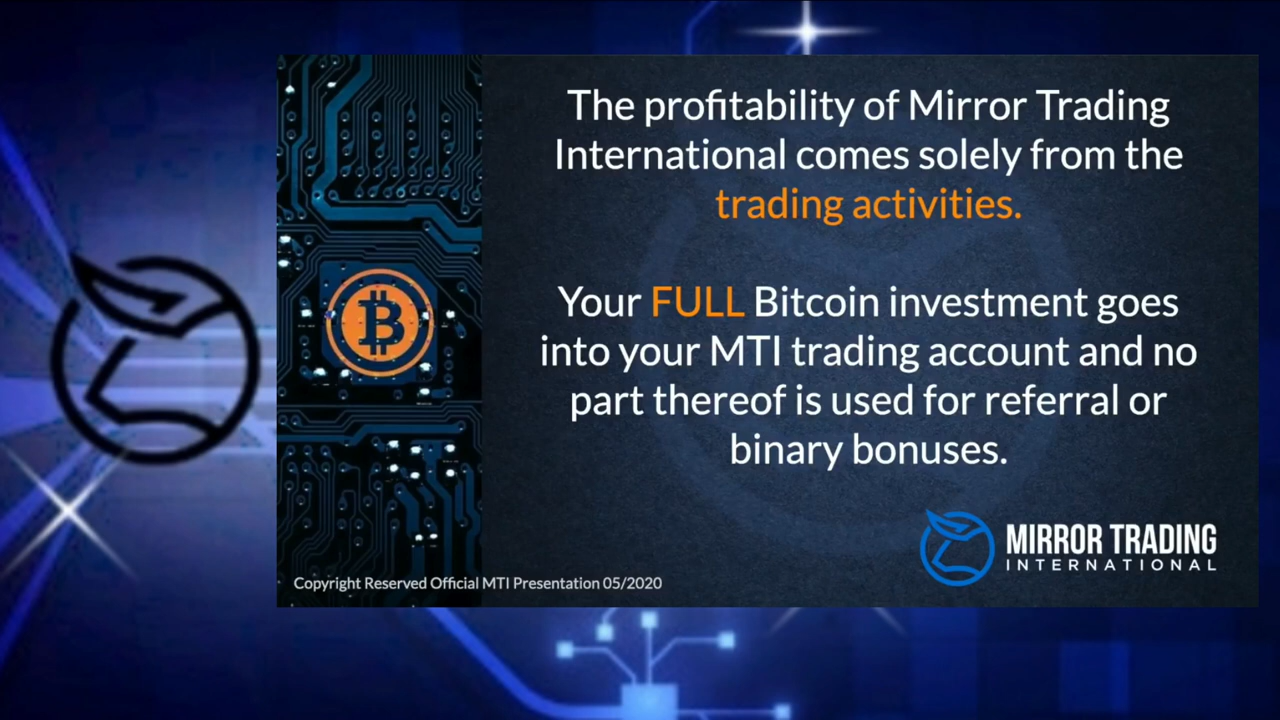 The profitability of Mirror Trading
International comes solely from the
trading activities.
Your FULL Bitcoin investment goes
into your MTI trading account and no
part thereof is used for referral or
binary bonuses.
MIRROR TRADING
INTERNATIONAL
Copyright Reserved Official MTI Presentation 05/2020